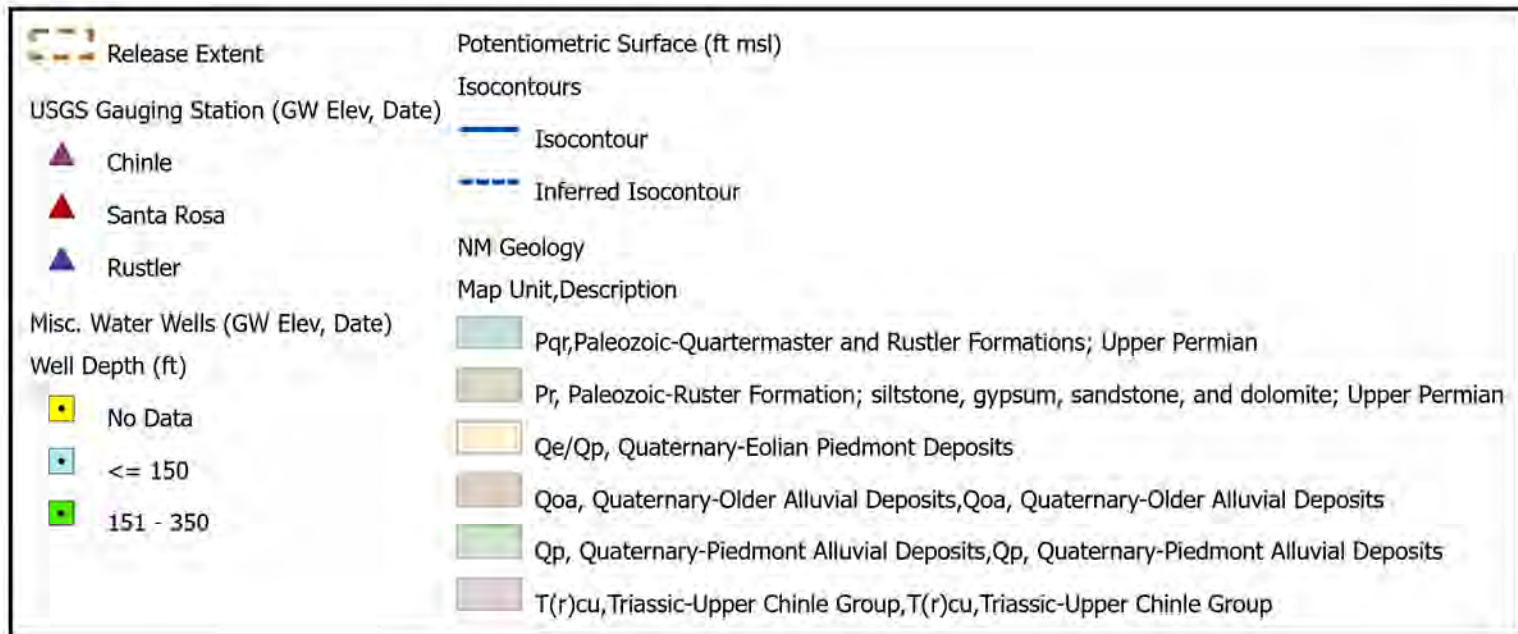 Release Extent
USGS Gauging Station (GW Elev, Date)
Chinle
Santa Rosa
Rustler
Misc. Water Wells (GW Elev, Date)
Well Depth (ft)
No Data
<= 150
151 - 350
Potentiometric Surface (ft msl)
Isocontours
Isocontour
Inferred Isocontour
NM Geology
Map Unit,Description
Pqr,Paleozoic-Quartermaster and Rustler Formations; Upper Permian
Pr, Paleozoic-Ruster Formation; siltstone, gypsum, sandstone, and dolomite; Upper Permian
Qe/Qp, Quaternary-Eolian Piedmont Deposits
Qoa, Quaternary-Older Alluvial Deposits,Qoa, Quaternary-Older Alluvial Deposits
Qp, Quaternary-Piedmont Alluvial Deposits,Qp, Quaternary-Piedmont Alluvial Deposits
T(r)cu,Triassic-Upper Chinle Group,T(r)cu,Triassic-Upper Chinle Group